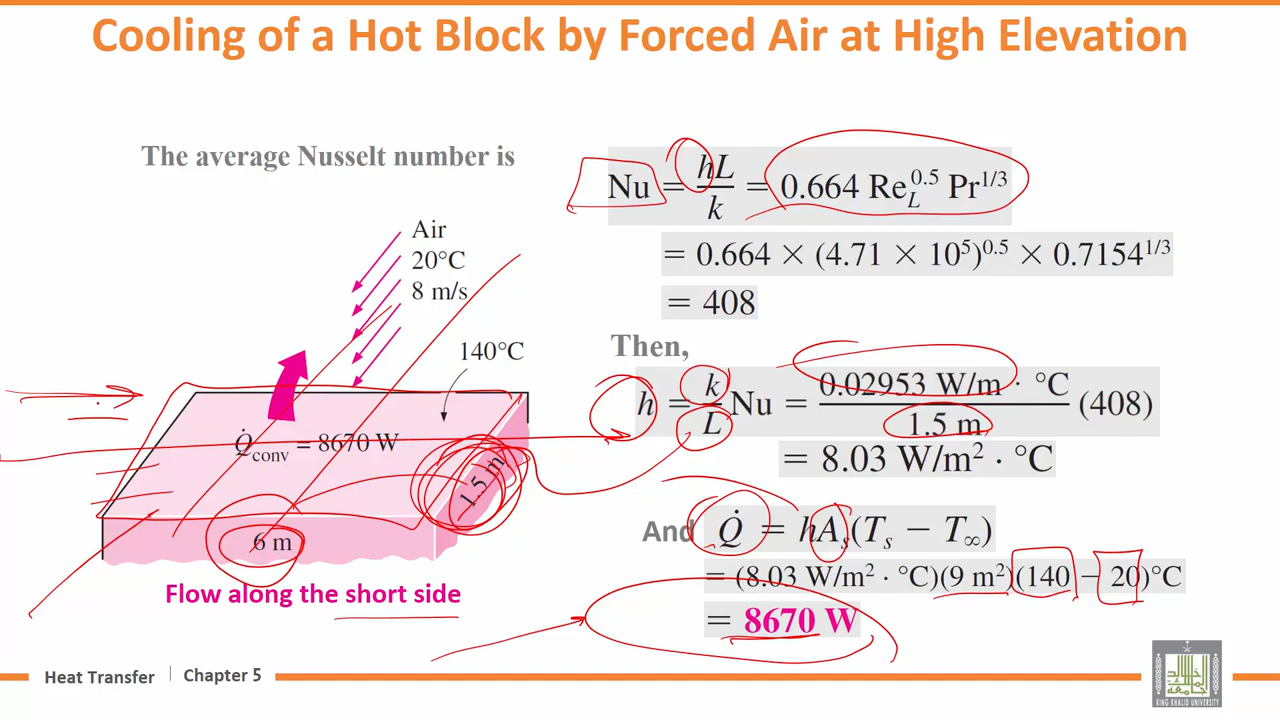 Cooling of a Hot Block by Forced Air at High Elevation
The average Nusselt number is
Nu = hL/k = 0.664 Re_L^0.5 Pr^1/3
= 0.664 × (4.71 × 10^5)^0.5 × 0.7154^1/3
= 408
Air
20°C
8 m/s
140°C
Q̇conv = 8670 W
1.5 m
6 m
Flow along the short side
Then,
h = k/L Nu = 0.02953 W/m · °C / 1.5 m (408)
= 8.03 W/m² · °C
And Q̇ = hA_s(T_s − T_∞)
= (8.03 W/m² · °C)(9 m²)(140 − 20)°C
= 8670 W
Heat Transfer
Chapter 5
KING KHALID UNIVERSITY